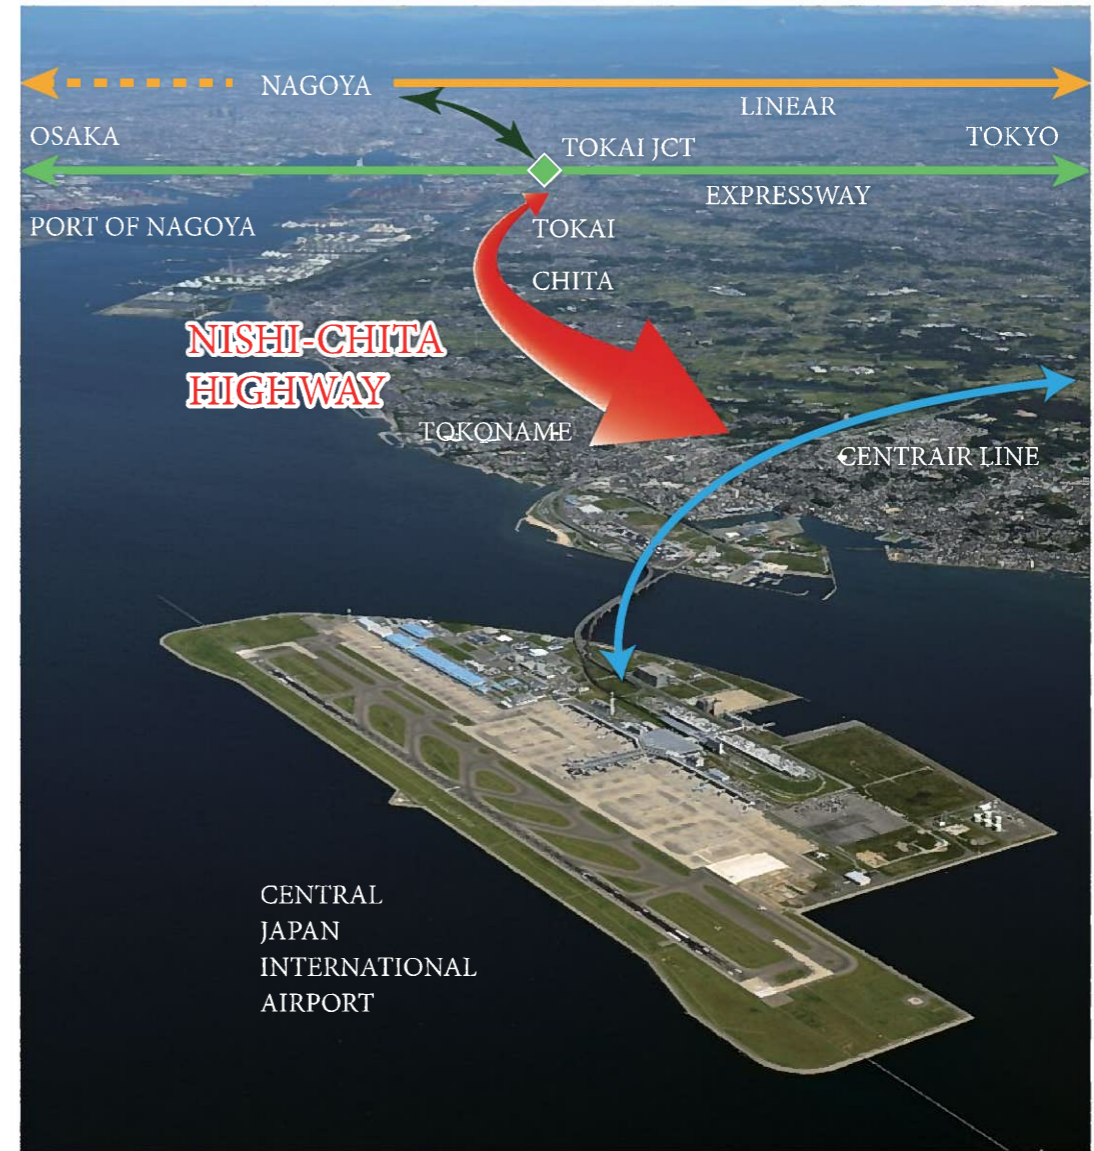 NAGOYA
LINEAR
OSAKA
TOKYO
TOKAI JCT
EXPRESSWAY
PORT OF NAGOYA
TOKAI
CHITA
NISHI-CHITA
HIGHWAY
TOKONAME
CENTRAIR LINE
CENTRAL
JAPAN
INTERNATIONAL
AIRPORT